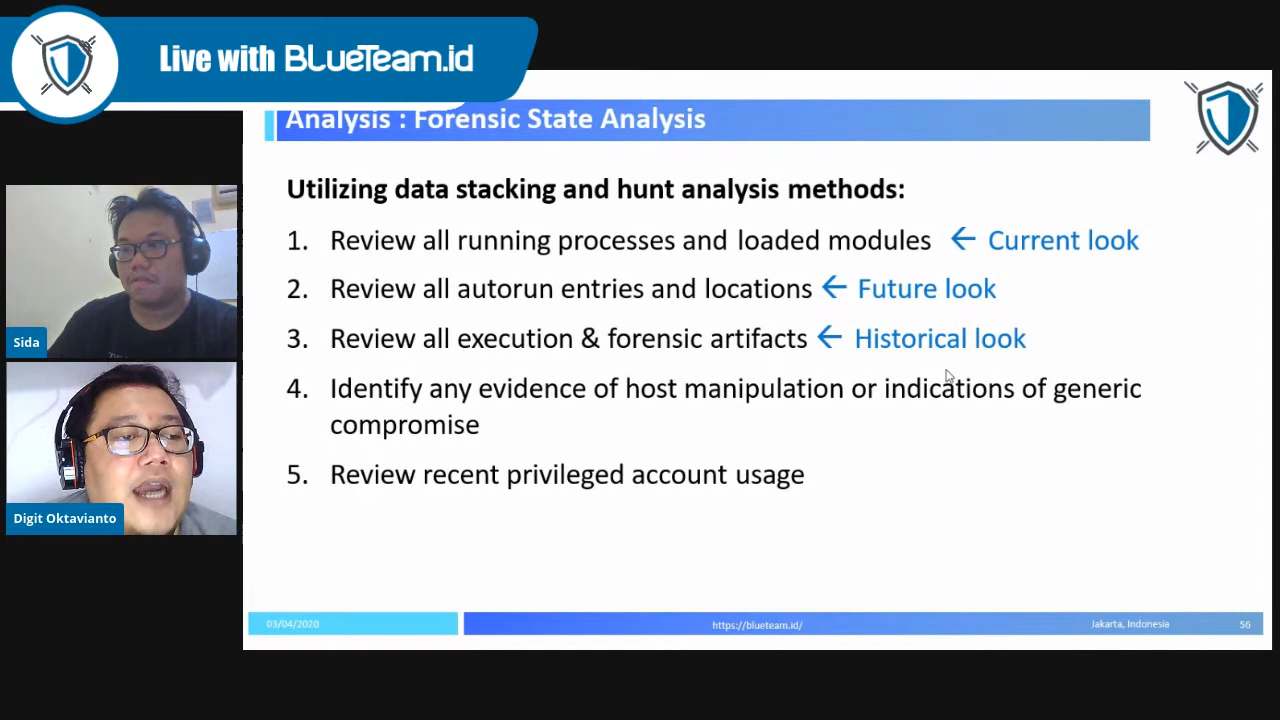 Live with BLueTeam.id
Analysis : Forensic State Analysis
Utilizing data stacking and hunt analysis methods:
1. Review all running processes and loaded modules ← Current look
2. Review all autorun entries and locations ← Future look
3. Review all execution & forensic artifacts ← Historical look
4. Identify any evidence of host manipulation or indications of generic
compromise
5. Review recent privileged account usage
Sida
Digit Oktavianto
03/04/2020 https://blueteam.id/ Jakarta, Indonesia 56